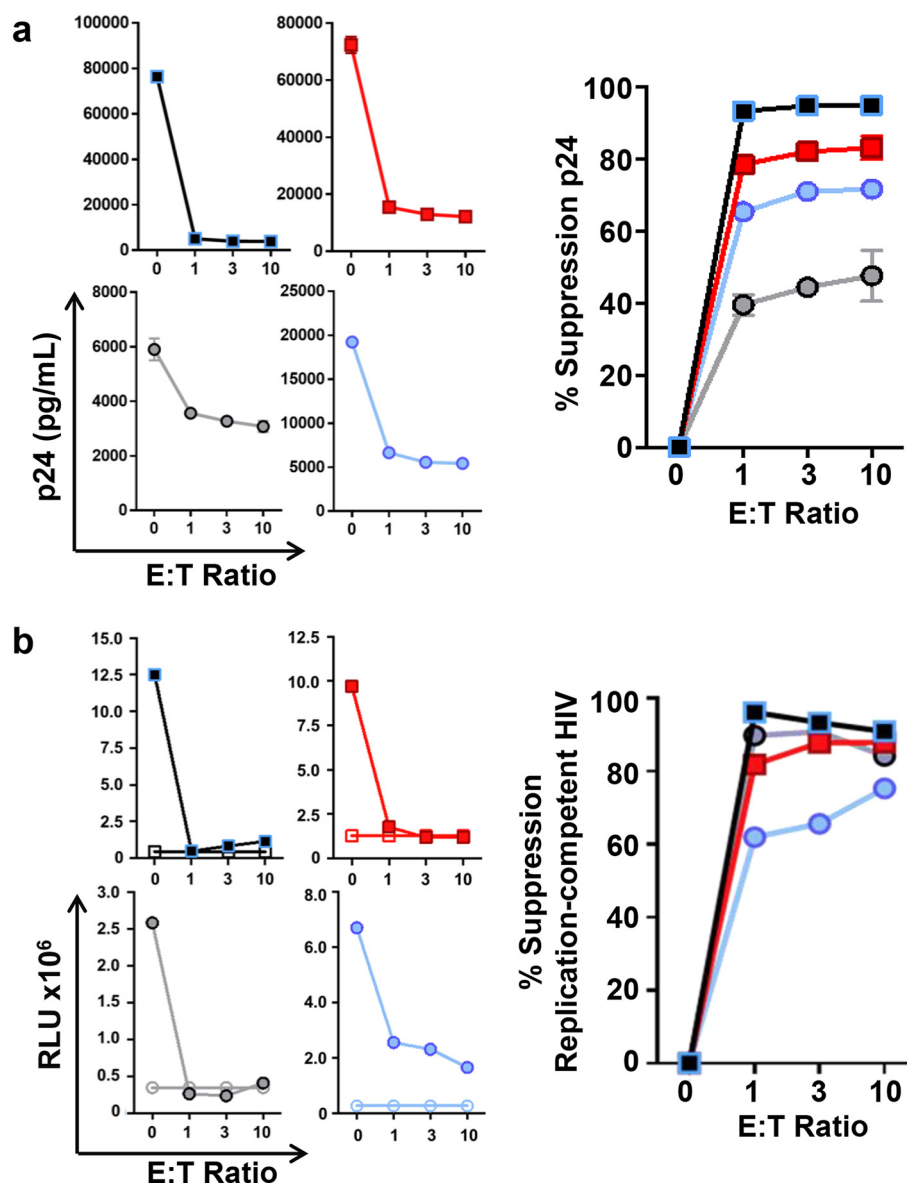 a
100000
80000
60000
40000
20000
0
0 1 3 10
80000
60000
40000
20000
0
0 1 3 10
8000
6000
4000
2000
0
0 1 3 10
25000
20000
15000
10000
5000
0
0 1 3 10
p24 (pg/mL)
E:T Ratio
% Suppression p24
100
80
60
40
20
0
0 1 3 10
E:T Ratio
b
15.0
12.5
10.0
7.5
5.0
2.5
0
0 1 3 10
12.5
10.0
7.5
5.0
2.5
0
0 1 3 10
3.0
2.5
2.0
1.5
1.0
0.5
0
0 1 3 10
8.0
6.0
4.0
2.0
0
0 1 3 10
RLU x10⁶
E:T Ratio
% Suppression
Replication-competent HIV
100
80
60
40
20
0
0 1 3 10
E:T Ratio